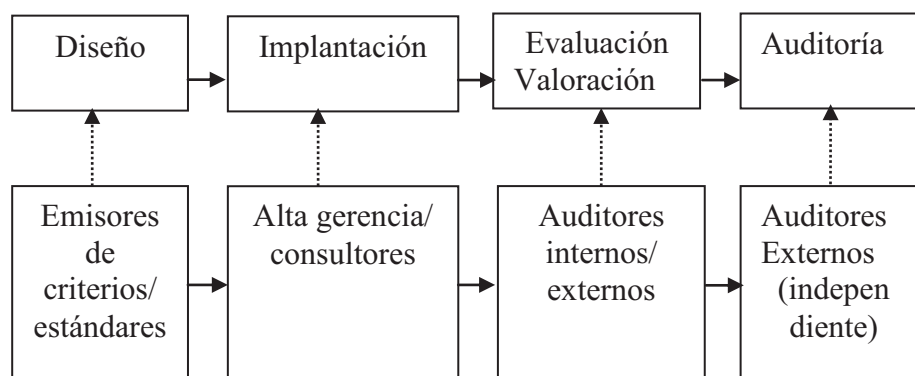 Diseño
Implantación
Evaluación
Valoración
Auditoría
Emisores
de
criterios/
estándares
Alta gerencia/
consultores
Auditores
internos/
externos
Auditores
Externos
(indepen
diente)